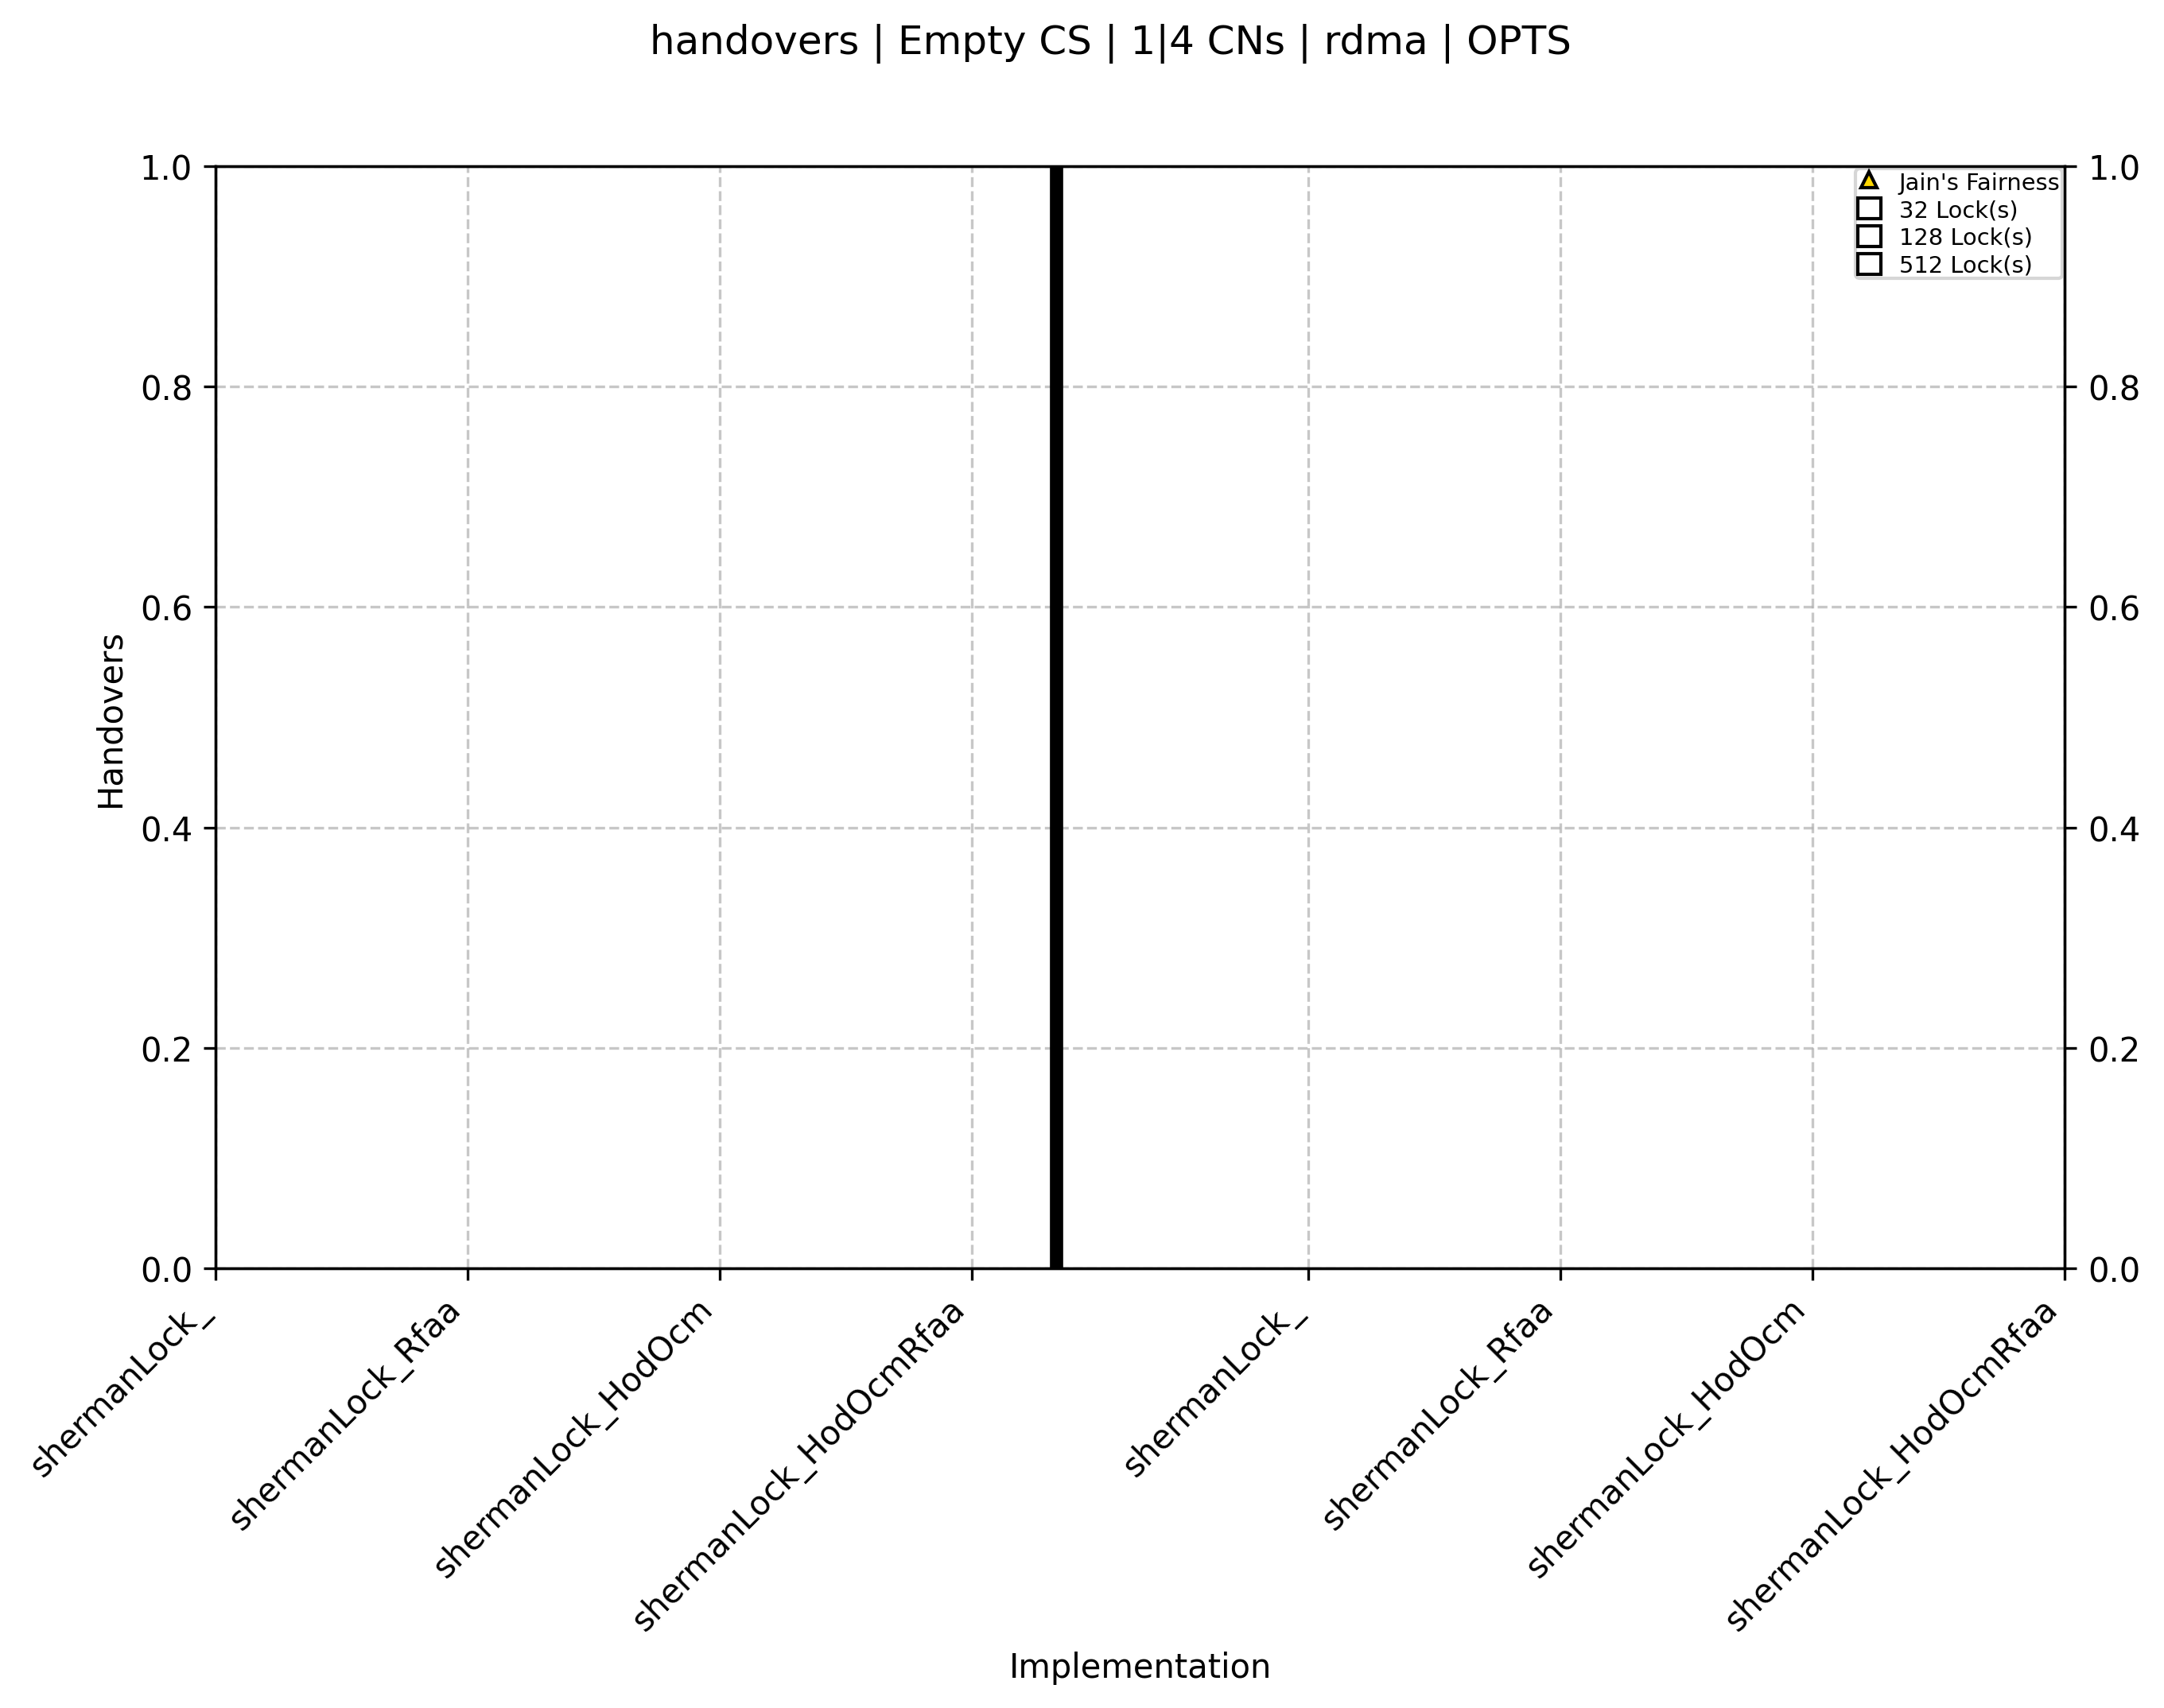 handovers | Empty CS | 1|4 CNs | rdma | OPTS
1.0
0.8
0.6
0.4
0.2
0.0
Handovers
1.0
0.8
0.6
0.4
0.2
0.0
Jain's Fairness
32 Lock(s)
128 Lock(s)
512 Lock(s)
shermanLock_
shermanLock_Rfaa
shermanLock_HodOcm
shermanLock_HodOcmRfaa
shermanLock_
shermanLock_Rfaa
shermanLock_HodOcm
shermanLock_HodOcmRfaa
Implementation